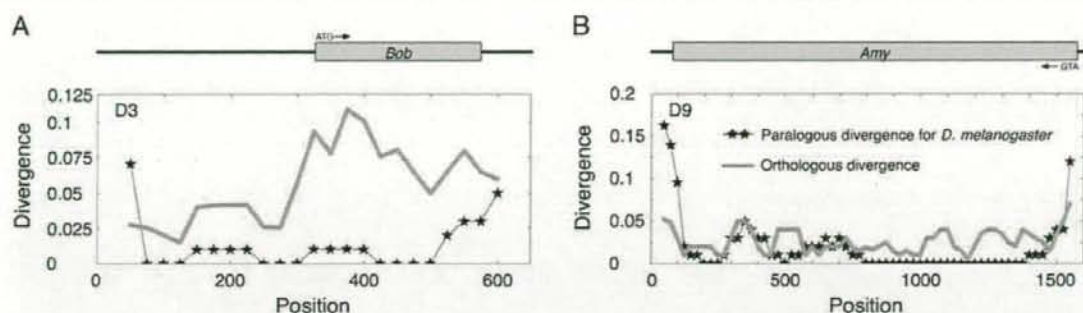 A
ATG
Bob
D3
Divergence
0.125
0.1
0.075
0.05
0.025
0
0
200
400
600
Position
B
Amy
GTA
D9
Divergence
0.2
0.15
0.1
0.05
0
Paralogous divergence for D. melanogaster
Orthologous divergence
0
500
1000
1500
Position